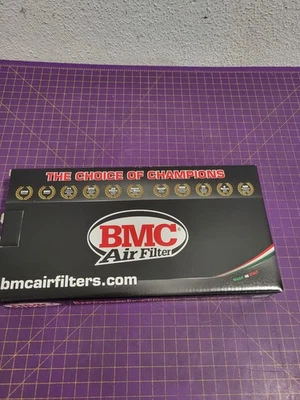 THE CHOICE OF CHAMPIONS
BMC®
Air Filter
bmcairfilters.com